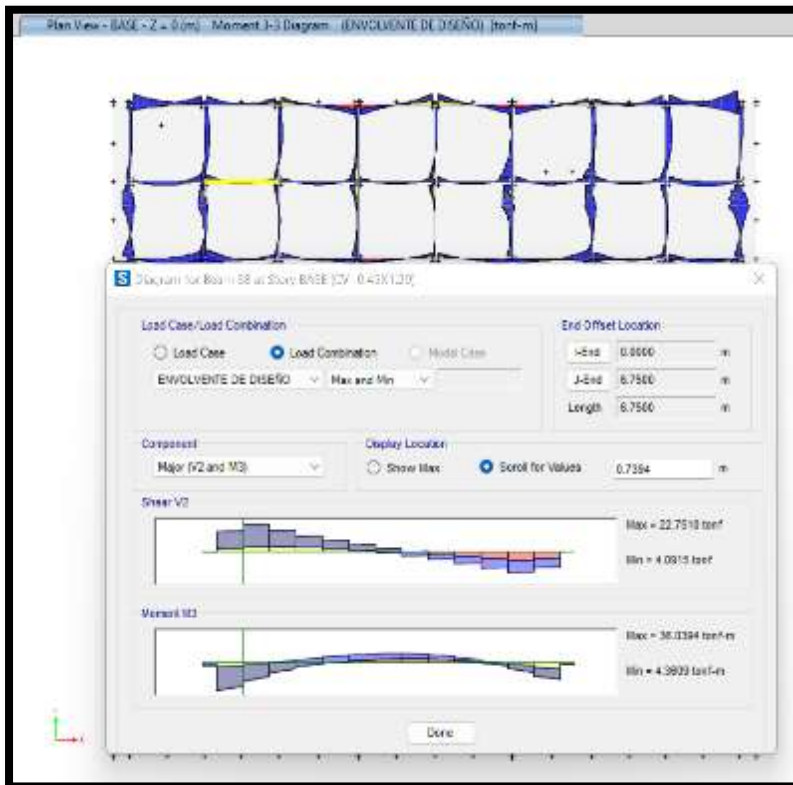 Plan View - BASE - Z = 0 (m) Moment 3-3 Diagram (ENVOLVENTE DE DISEÑO) [tonf-m]
S Diagram for Beam B8 at Story BASE (CV -0.45X1.20)
Load Case/Load Combination
End Offset Location
Load Case Load Combination Modal Case
I-End 0.0000 m
ENVOLVENTE DE DISEÑO Max and Min
J-End 6.7500 m
Length 6.7500 m
Component
Display Location
Major (V2 and M3)
Show Max Scroll for Values 0.7394 m
Shear V2
Max = 22.7510 tonf
Min = 4.0915 tonf
Moment M3
Max = 36.0394 tonf-m
Min = 4.3609 tonf-m
Done